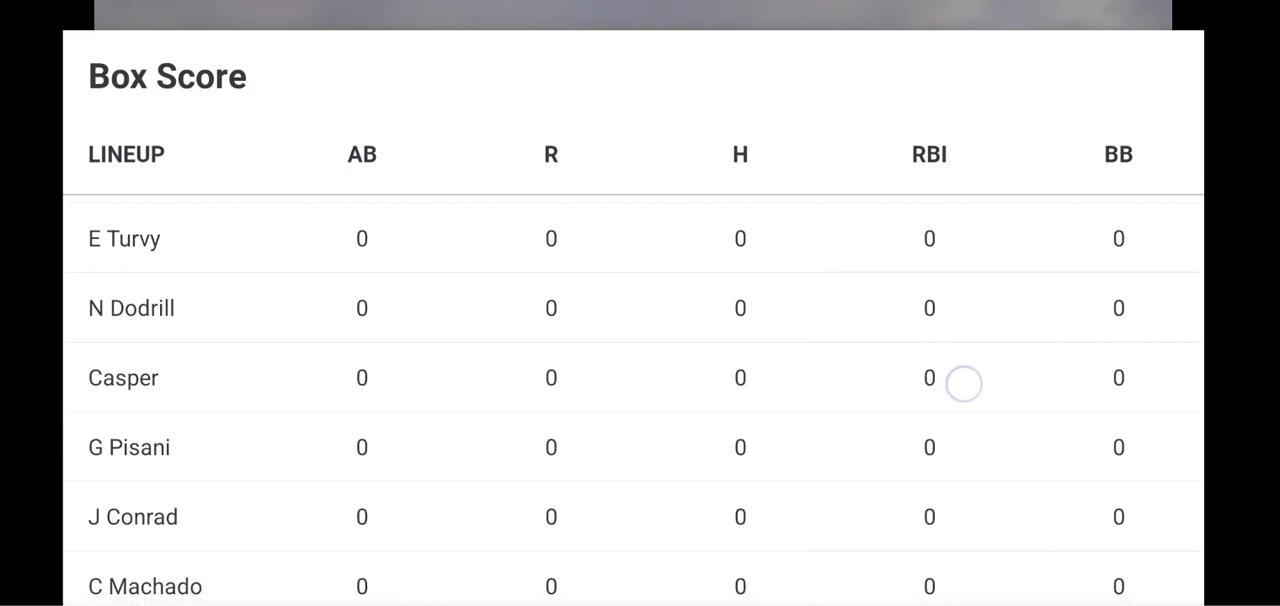 Box Score
LINEUP AB R H RBI BB
E Turvy 0 0 0 0 0
N Dodrill 0 0 0 0 0
Casper 0 0 0 0 0
G Pisani 0 0 0 0 0
J Conrad 0 0 0 0 0
C Machado 0 0 0 0 0